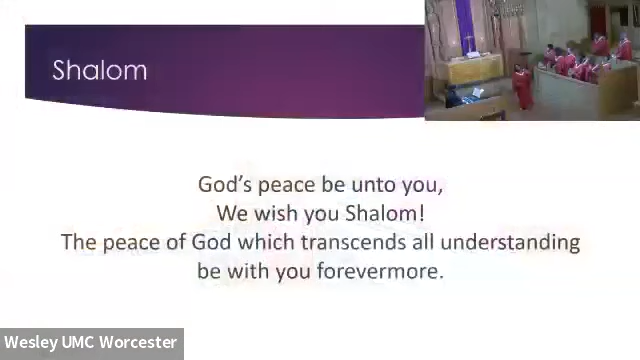 Shalom
God's peace be unto you,
We wish you Shalom!
The peace of God which transcends all understanding
be with you forevermore.
Wesley UMC Worcester